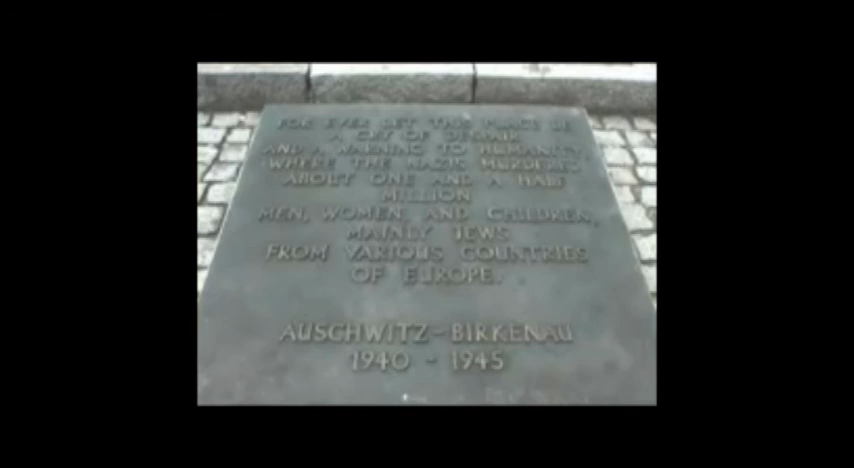 FOR EVER LET THIS PLACE BE
A CRY OF DESPAIR
AND A WARNING TO HUMANITY,
WHERE THE NAZIS MURDERED
ABOUT ONE AND A HALF
MILLION
MEN, WOMEN, AND CHILDREN,
MAINLY JEWS
FROM VARIOUS COUNTRIES
OF EUROPE.
AUSCHWITZ-BIRKENAU
1940 - 1945